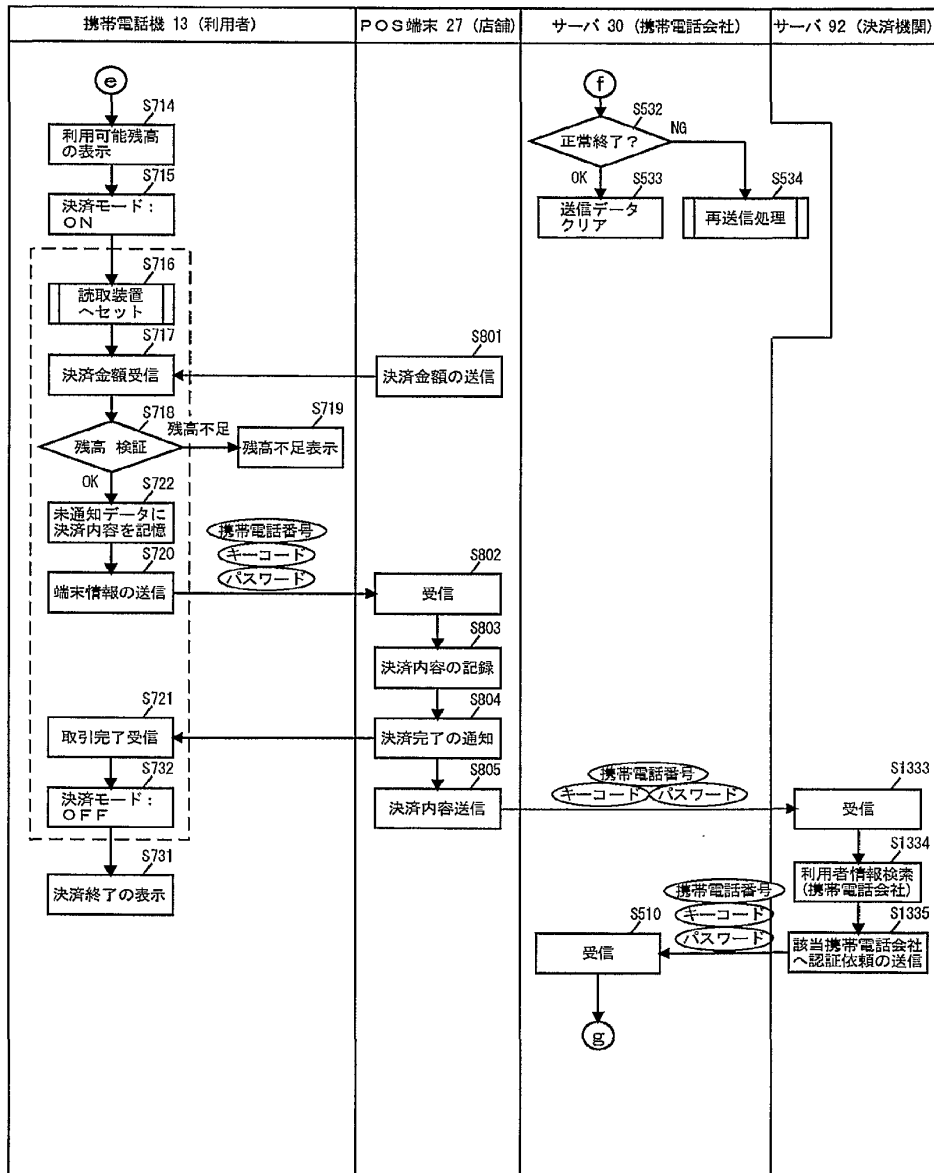 携帯電話機 13（利用者）
POS端末 27（店舗）
サーバ 30（携帯電話会社）
サーバ 92（決済機関）
e
S714
利用可能残高
の表示
S715
決済モード：
ON
S716
読取装置
へセット
S717
決済金額受信
S718
残高 検証
残高不足
OK
S719
残高不足表示
S722
未通知データに
決済内容を記憶
S720
端末情報の送信
携帯電話番号
キーコード
パスワード
S721
取引完了受信
S732
決済モード：
OFF
S731
決済終了の表示
S801
決済金額の送信
S802
受信
S803
決済内容の記録
S804
決済完了の通知
S805
決済内容送信
f
S532
正常終了？
NG
OK
S533
送信データ
クリア
S534
再送信処理
携帯電話番号
キーコード パスワード
S1333
受信
S1334
利用者情報検索
(携帯電話会社)
S1335
該当携帯電話会社
へ認証依頼の送信
携帯電話番号
キーコード
パスワード
S510
受信
g